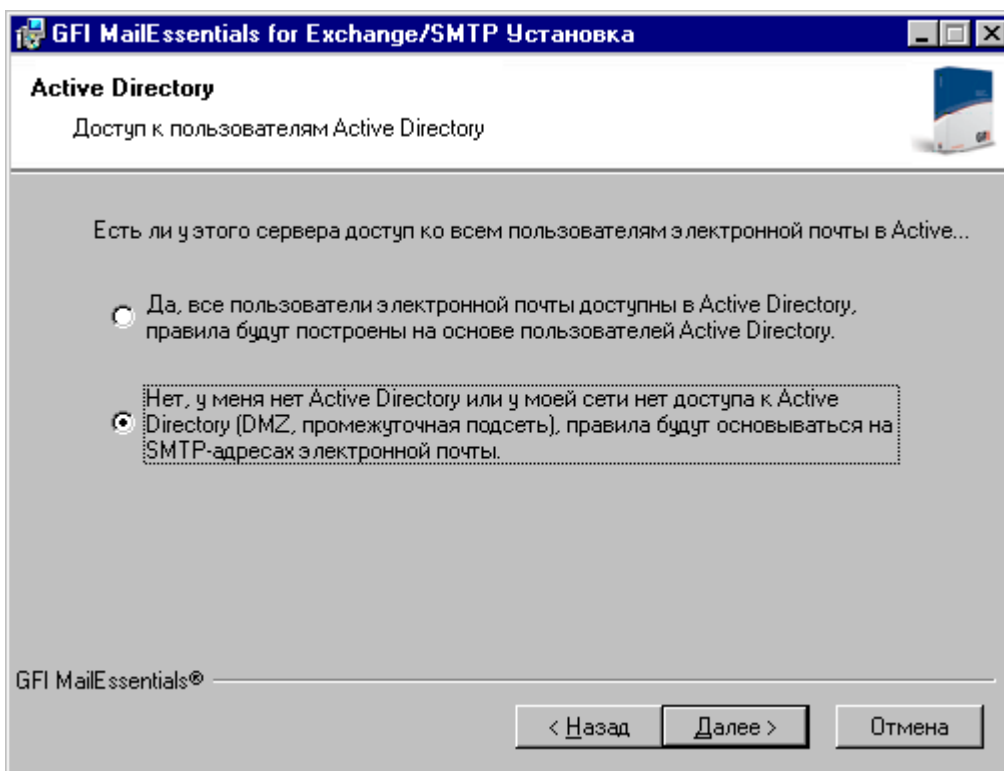 GFI MailEssentials for Exchange/SMTP Установка
Active Directory
Доступ к пользователям Active Directory
GFI
Есть ли у этого сервера доступ ко всем пользователям электронной почты в Active...
Да, все пользователи электронной почты доступны в Active Directory,
правила будут построены на основе пользователей Active Directory.
Нет, у меня нет Active Directory или у моей сети нет доступа к Active
Directory (DMZ, промежуточная подсеть), правила будут основываться на
SMTP-адресах электронной почты.
GFI MailEssentials®
< Назад
Далее >
Отмена